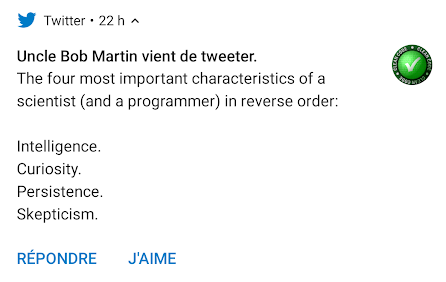 Twitter • 22 h
Uncle Bob Martin vient de tweeter.
The four most important characteristics of a
scientist (and a programmer) in reverse order:
Intelligence.
Curiosity.
Persistence.
Skepticism.
RÉPONDRE J'AIME